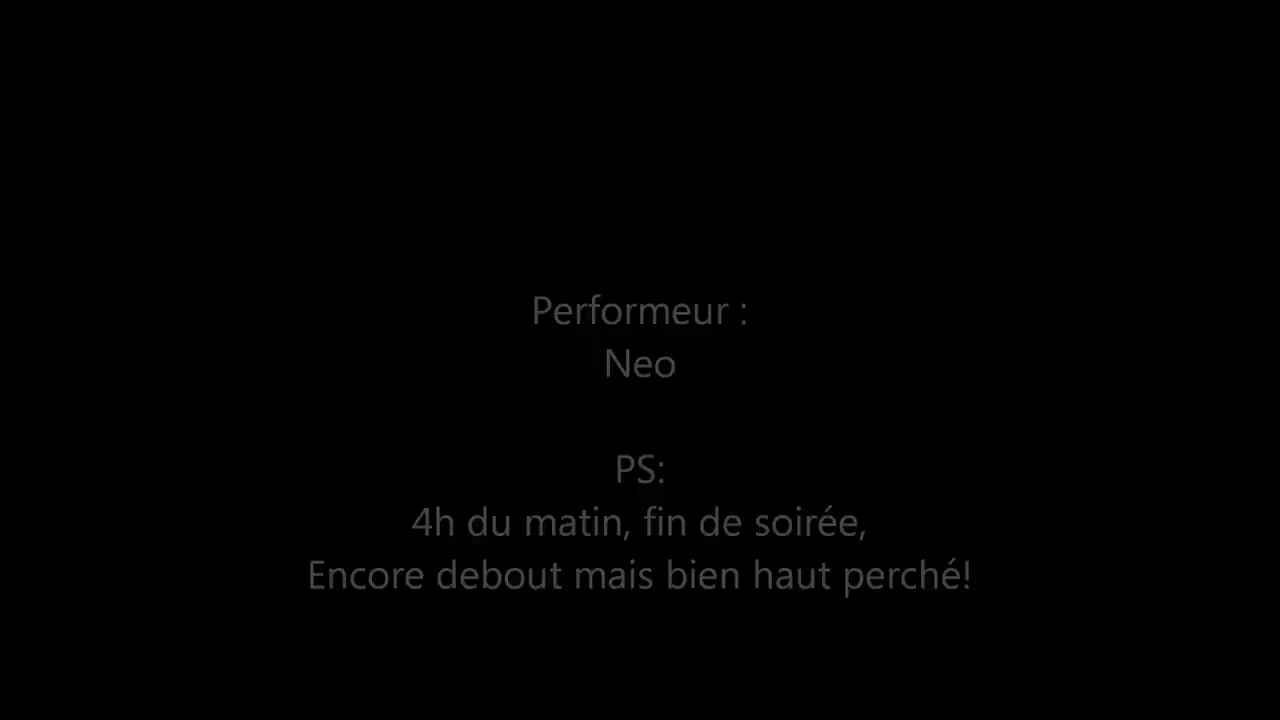 Performeur :
Neo
PS:
4h du matin, fin de soirée,
Encore debout mais bien haut perché!